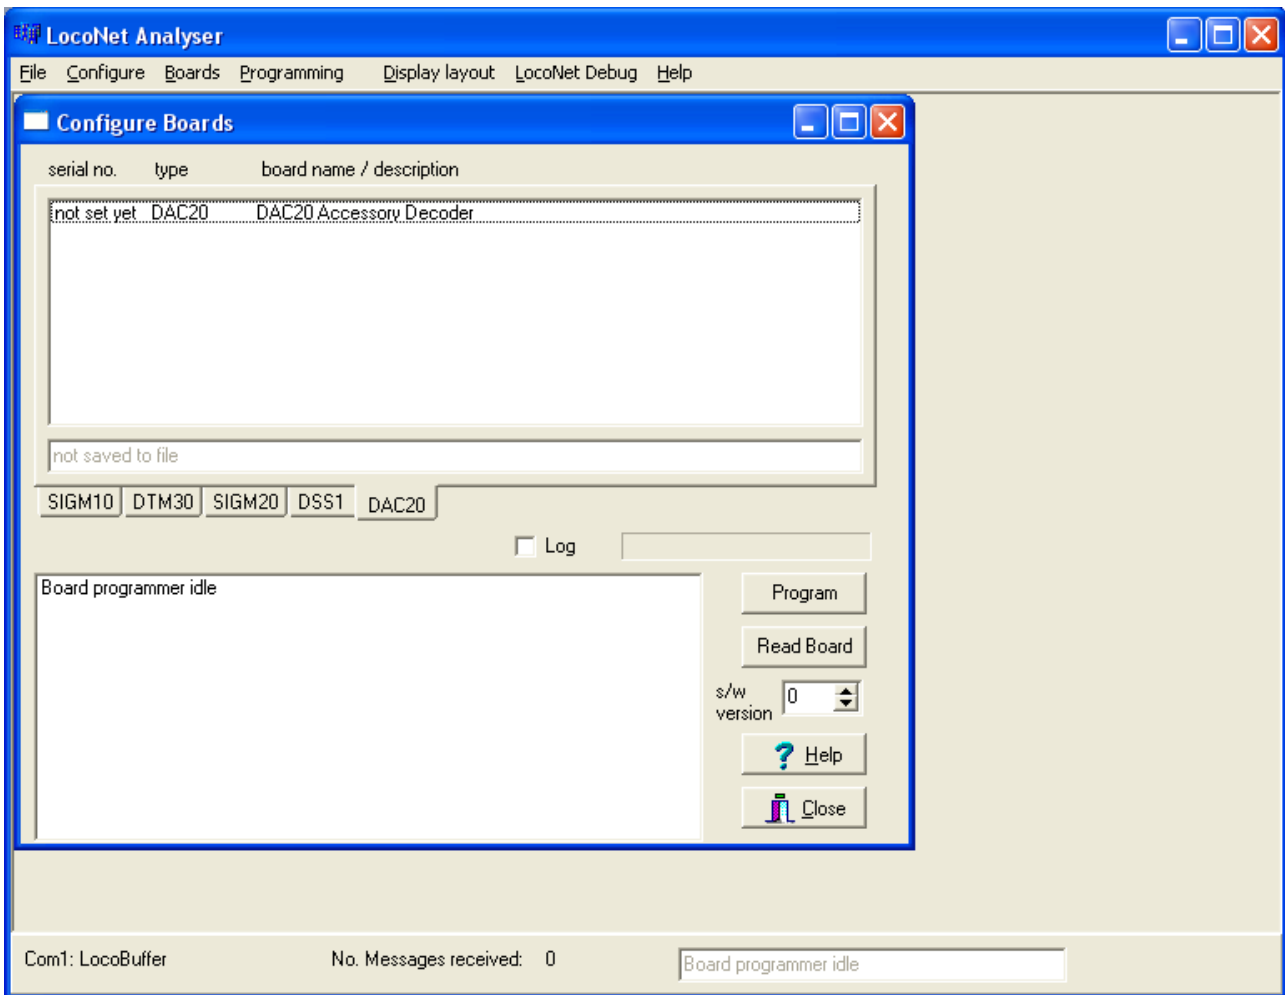 LocoNet Analyser
File Configure Boards Programming Display layout LocoNet Debug Help
Configure Boards
serial no. type board name / description
not set yet DAC20 DAC20 Accessory Decoder
not saved to file
SIGM10 DTM30 SIGM20 DSS1 DAC20
Log
Board programmer idle
Program
Read Board
s/w
version
0
Help
Close
Com1: LocoBuffer No. Messages received: 0 Board programmer idle